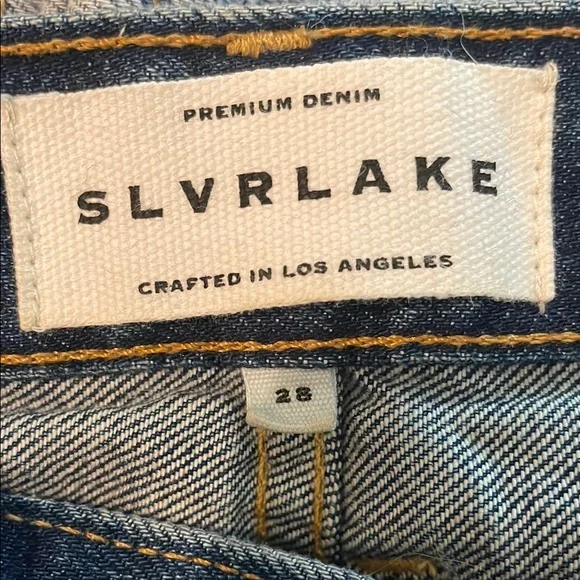 PREMIUM DENIM
SLVRLAKE
CRAFTED IN LOS ANGELES
28